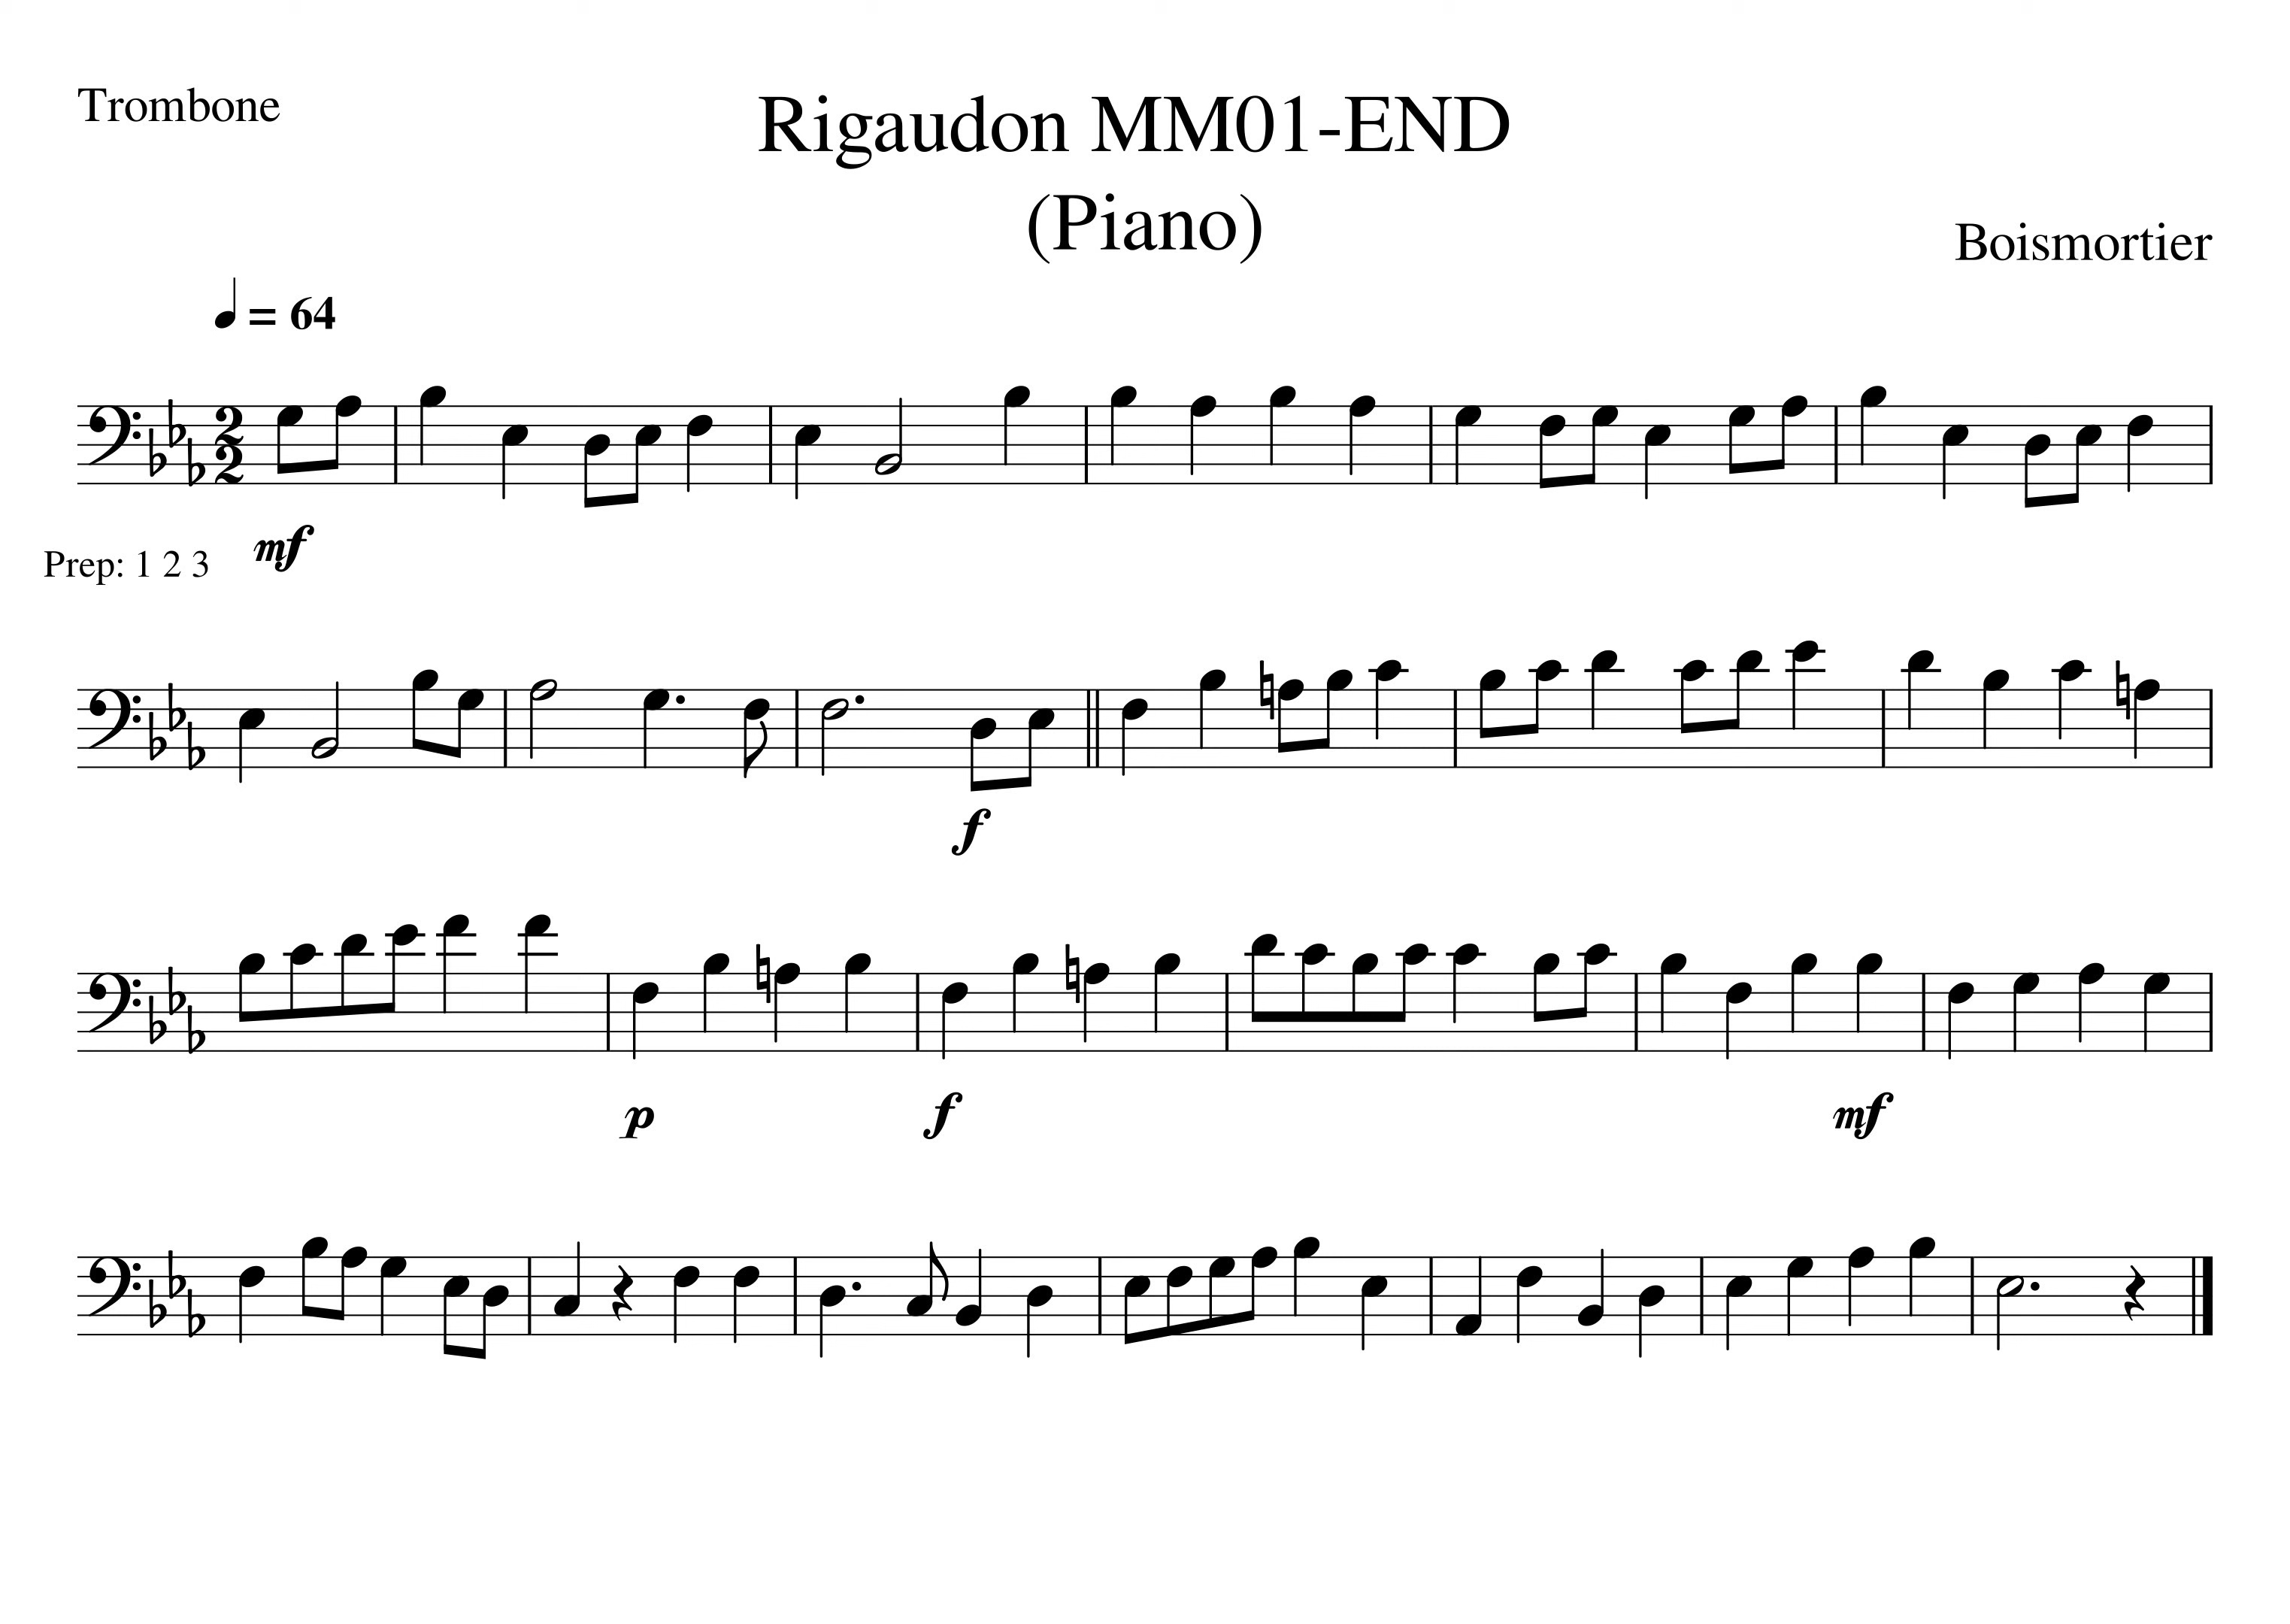 Trombone
Rigaudon MM01-END
(Piano)
Boismortier
= 64
mf
Prep: 1 2 3
f
p
f
mf